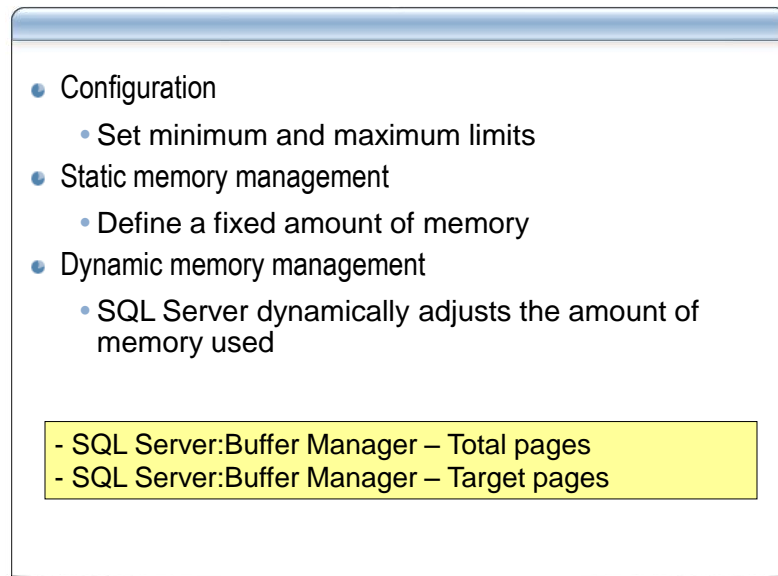 Configuration
• Set minimum and maximum limits
Static memory management
• Define a fixed amount of memory
Dynamic memory management
• SQL Server dynamically adjusts the amount of
memory used
- SQL Server:Buffer Manager – Total pages
- SQL Server:Buffer Manager – Target pages